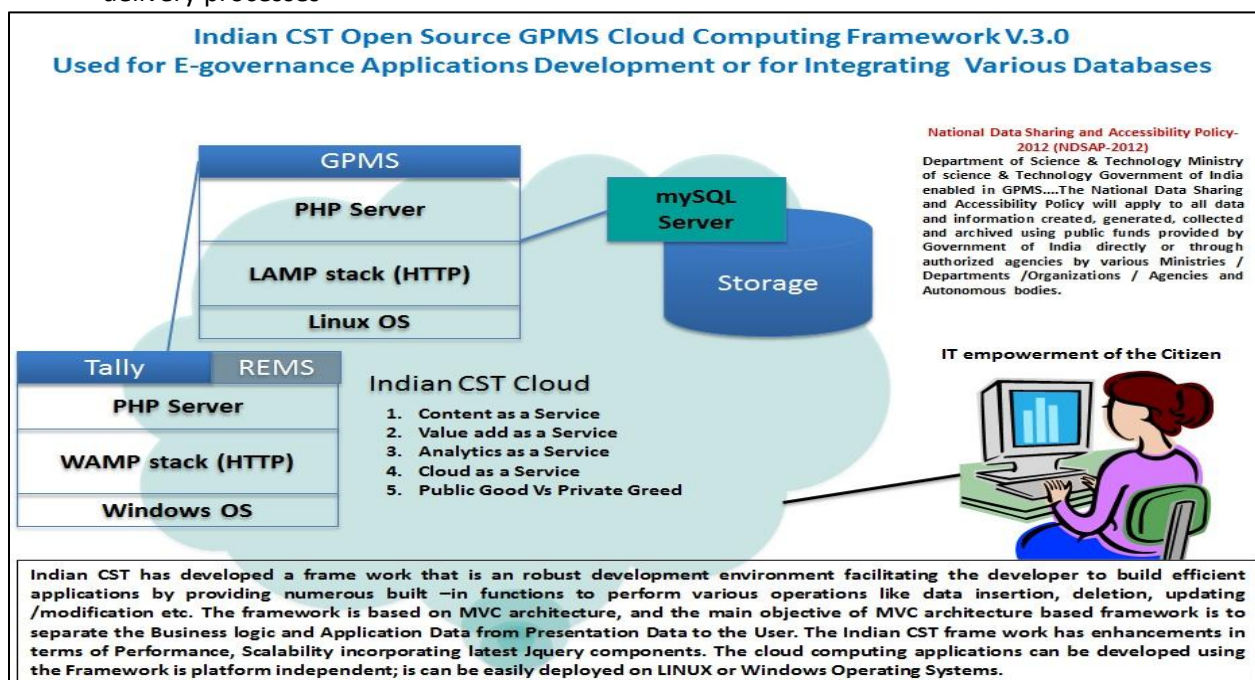 delivery processes
Indian CST Open Source GPMS Cloud Computing Framework V.3.0
Used for E-governance Applications Development or for Integrating Various Databases
GPMS
PHP Server
LAMP stack (HTTP)
Linux OS
mySQL
Server
Storage
National Data Sharing and Accessibility Policy-
2012 (NDSAP-2012)
Department of Science & Technology Ministry
of science & Technology Government of India
enabled in GPMS....The National Data Sharing
and Accessibility Policy will apply to all data
and information created, generated, collected
and archived using public funds provided by
Government of India directly or through
authorized agencies by various Ministries /
Departments /Organizations / Agencies and
Autonomous bodies.
Tally
REMS
PHP Server
WAMP stack (HTTP)
Windows OS
Indian CST Cloud
1. Content as a Service
2. Value add as a Service
3. Analytics as a Service
4. Cloud as a Service
5. Public Good Vs Private Greed
IT empowerment of the Citizen
Indian CST has developed a frame work that is an robust development environment facilitating the developer to build efficient
applications by providing numerous built –in functions to perform various operations like data insertion, deletion, updating
/modification etc. The framework is based on MVC architecture, and the main objective of MVC architecture based framework is to
separate the Business logic and Application Data from Presentation Data to the User. The Indian CST frame work has enhancements in
terms of Performance, Scalability incorporating latest Jquery components. The cloud computing applications can be developed using
the Framework is platform independent; is can be easily deployed on LINUX or Windows Operating Systems.